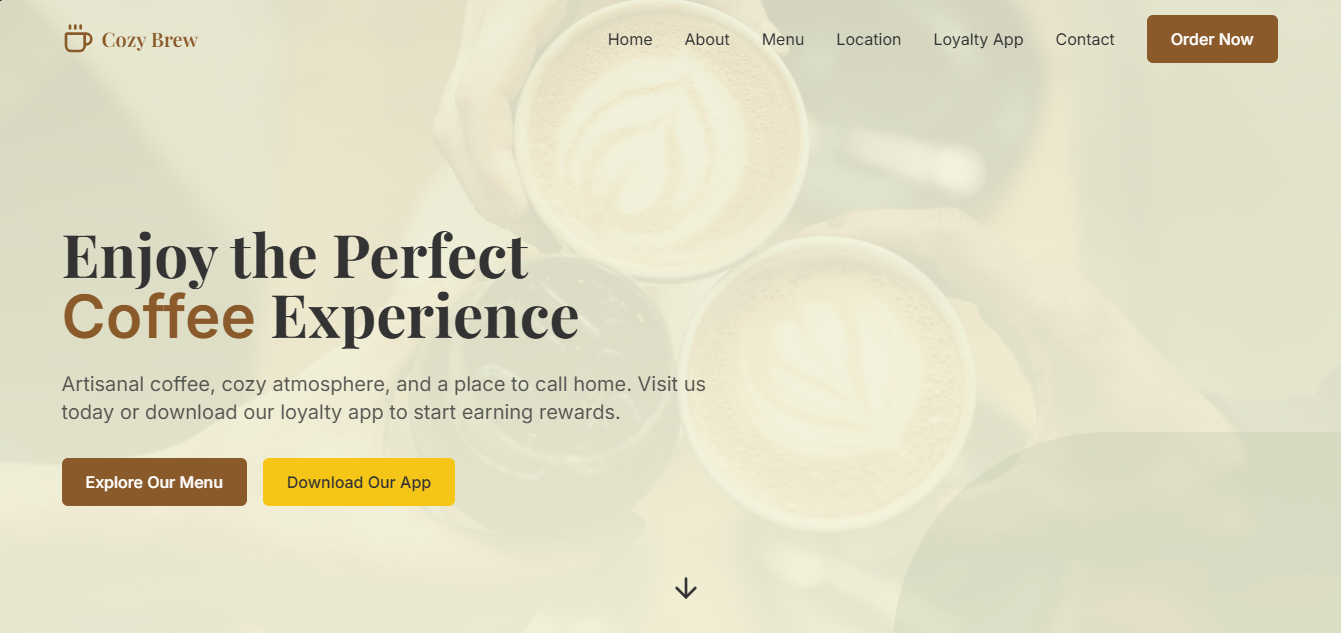 Cozy Brew
Home
About
Menu
Location
Loyalty App
Contact
Order Now
Enjoy the Perfect
Coffee Experience
Artisanal coffee, cozy atmosphere, and a place to call home. Visit us
today or download our loyalty app to start earning rewards.
Explore Our Menu
Download Our App